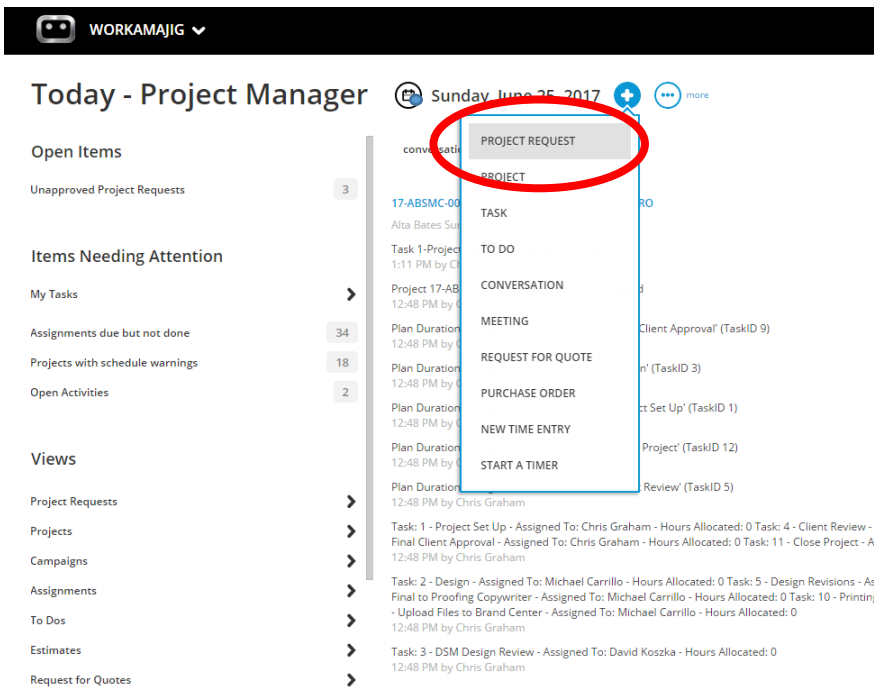 WORKAMAJIG
Today - Project Manager
Sunday, June 25, 2017
more
Open Items
Unapproved Project Requests 3
Items Needing Attention
My Tasks
Assignments due but not done 34
Projects with schedule warnings 18
Open Activities 2
Views
Project Requests
Projects
Campaigns
Assignments
To Dos
Estimates
Request for Quotes
PROJECT REQUEST
PROJECT
TASK
TO DO
CONVERSATION
MEETING
REQUEST FOR QUOTE
PURCHASE ORDER
NEW TIME ENTRY
START A TIMER
17-ABSMC-00 RO
Alta Bates Su
Task 1-Project
1:11 PM by
Project 17-AB
12:48 PM by
Plan Duration Client Approval' (TaskID 9)
12:48 PM by
Plan Duration n' (TaskID 3)
12:48 PM by
Plan Duration ct Set Up' (TaskID 1)
12:48 PM by
Plan Duration Project' (TaskID 12)
12:48 PM by
Plan Duration Review' (TaskID 5)
12:48 PM by Chris Graham
Task: 1 - Project Set Up - Assigned To: Chris Graham - Hours Allocated: 0 Task: 4 - Client Review -
Final Client Approval - Assigned To: Chris Graham - Hours Allocated: 0 Task: 11 - Close Project - A
12:48 PM by Chris Graham
Task: 2 - Design - Assigned To: Michael Carrillo - Hours Allocated: 0 Task: 5 - Design Revisions - As
Final to Proofing Copywriter - Assigned To: Michael Carrillo - Hours Allocated: 0 Task: 10 - Printing
- Upload Files to Brand Center - Assigned To: Michael Carrillo - Hours Allocated: 0
12:48 PM by Chris Graham
Task: 3 - DSM Design Review - Assigned To: David Koszka - Hours Allocated: 0
12:48 PM by Chris Graham